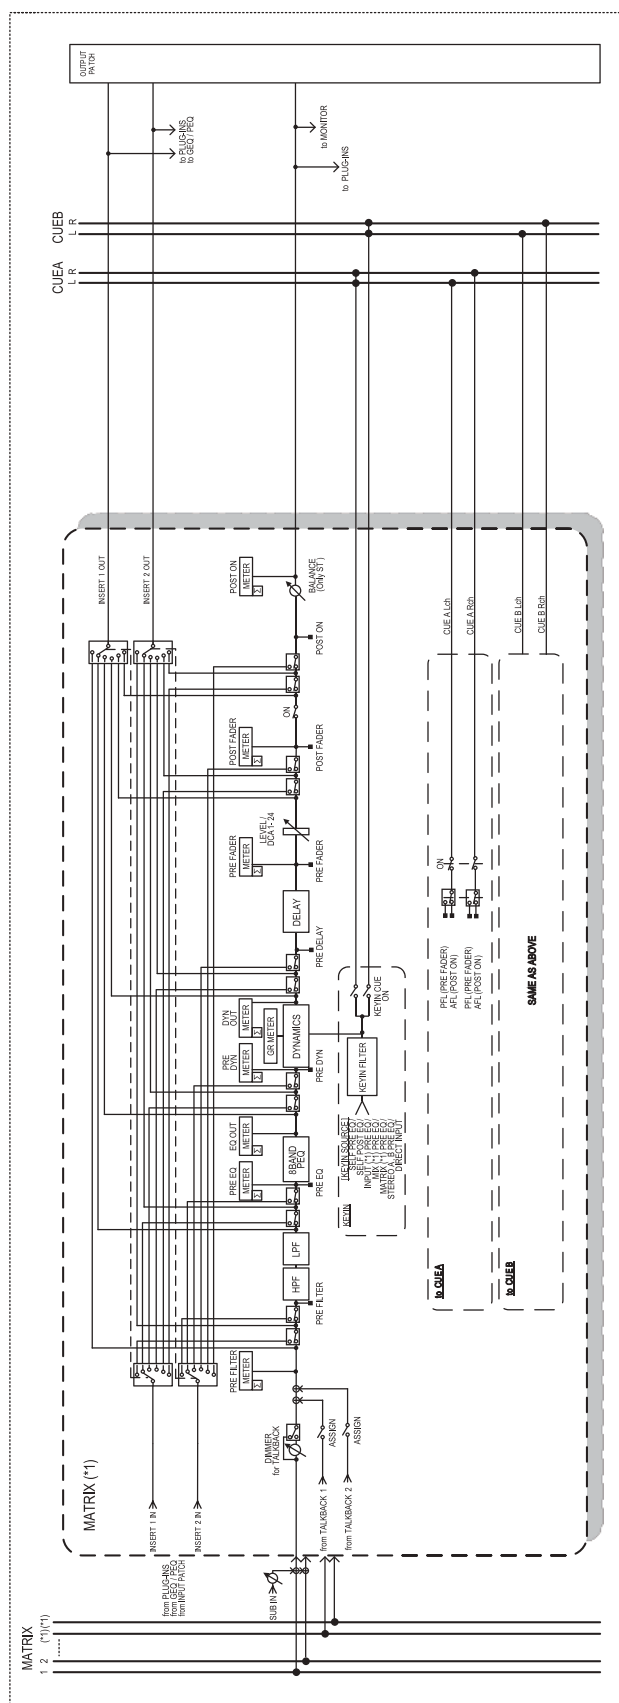 MATRIX
1 2 (*1)(*1)
SUB IN
MATRIX (*1)
INSERT 1 IN
INSERT 2 IN
from PLUG-INS
from GEQ / PEQ
from INPUT PATCH
DIMMER
for TALKBACK
from TALKBACK 1
ASSIGN
from TALKBACK 2
ASSIGN
PRE FILTER
METER
Σ
PRE FILTER
HPF
LPF
PRE EQ
METER
Σ
PRE EQ
8BAND
PEQ
EQ OUT
METER
Σ
PRE
DYN
METER
Σ
PRE DYN
GR METER
DYNAMICS
DYN
OUT
METER
Σ
PRE DELAY
DELAY
PRE FADER
METER
Σ
PRE FADER
LEVEL /
DCA 1- 24
POST FADER
METER
Σ
POST FADER
ON
POST ON
POST ON
METER
Σ
BALANCE
(Only ST )
INSERT 1 OUT
INSERT 2 OUT
KEYIN
[KEYIN SOURCE]
SELF PRE EQ /
SELF POST EQ /
INPUT (*1) PRE EQ /
MIX (*1) PRE EQ /
MATRIX (*1) PRE EQ /
STEREO A, B PRE EQ /
DIRECT INPUT
KEYIN FILTER
KEYIN CUE
ON
to CUEA
PFL (PRE FADER)
AFL (POST ON)
PFL (PRE FADER)
AFL (POST ON)
ON
CUE A Lch
CUE A Rch
to CUEB
SAME AS ABOVE
CUE B Lch
CUE B Rch
CUEA
L R
CUEB
L R
to PLUG-INS
to GEQ / PEQ
to MONITOR
to PLUG-INS
OUTPUT
PATCH